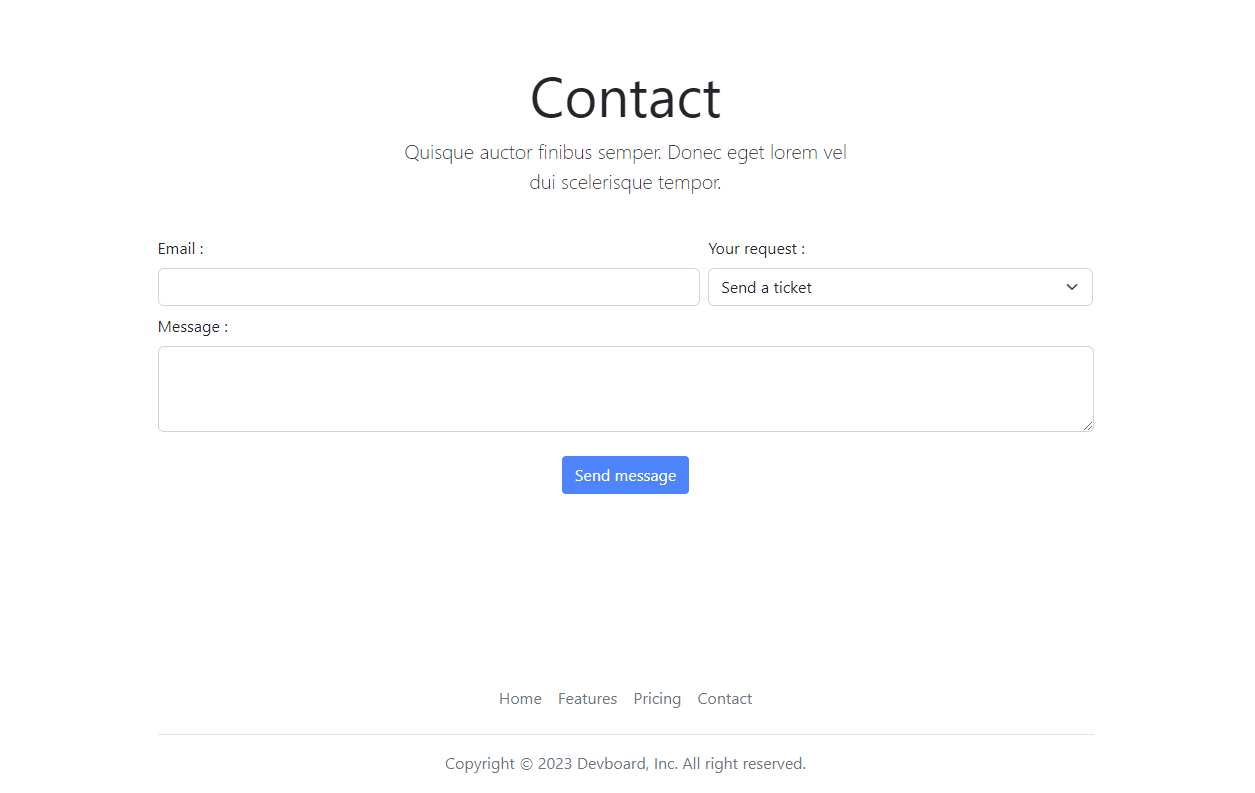 Contact
Quisque auctor finibus semper. Donec eget lorem vel
dui scelerisque tempor.
Email :
Your request :
Send a ticket
Message :
Send message
Home Features Pricing Contact
Copyright © 2023 Devboard, Inc. All right reserved.